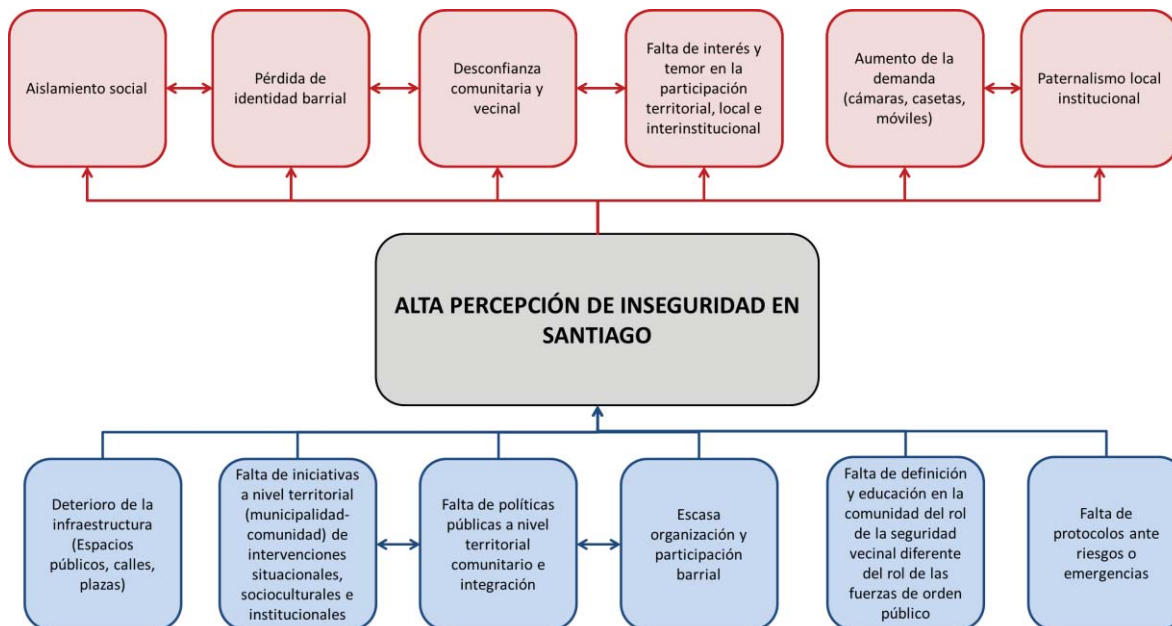 Aislamiento social
Pérdida de
identidad barrial
Desconfianza
comunitaria y
vecinal
Falta de interés y
temor en la
participación
territorial, local e
interinstitucional
Aumento de la
demanda
(cámaras, casetas,
móviles)
Paternalismo local
institucional
ALTA PERCEPCIÓN DE INSEGURIDAD EN
SANTIAGO
Deterioro de la
infraestructura
(Espacios
públicos, calles,
plazas)
Falta de iniciativas
a nivel territorial
(municipalidad-
comunidad) de
intervenciones
situacionales,
socioculturales e
institucionales
Falta de políticas
públicas a nivel
territorial
comunitario e
integración
Escasa
organización y
participación
barrial
Falta de definición
y educación en la
comunidad del rol
de la seguridad
vecinal diferente
del rol de las
fuerzas de orden
público
Falta de
protocolos ante
riesgos o
emergencias